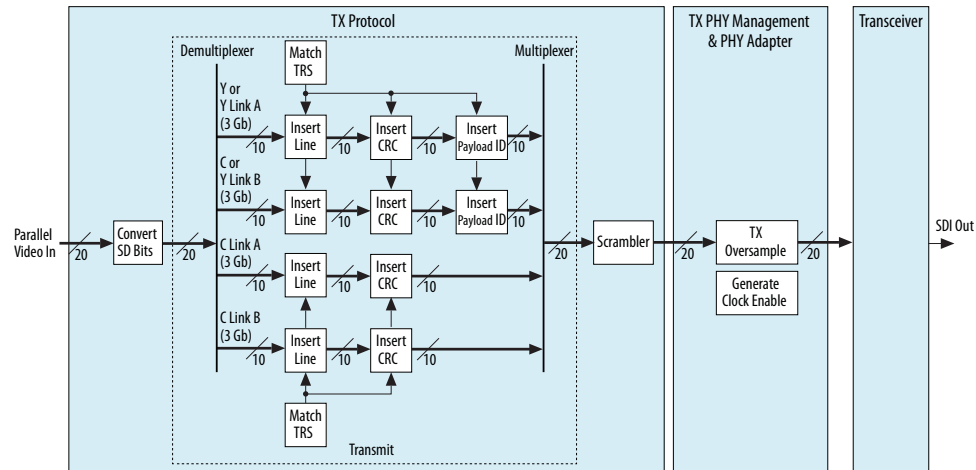 TX Protocol
TX PHY Management
& PHY Adapter
Transceiver
Demultiplexer
Multiplexer
Match
TRS
Y or
Y Link A
(3 Gb)
10
Insert
Line
10
Insert
CRC
10
Insert
Payload ID
10
C or
Y Link B
(3 Gb)
10
Insert
Line
10
Insert
CRC
10
Insert
Payload ID
10
Parallel
Video In
20
Convert
SD Bits
20
C Link A
(3 Gb)
10
Insert
Line
10
Insert
CRC
10
C Link B
(3 Gb)
10
Insert
Line
10
Insert
CRC
10
Match
TRS
Transmit
20
Scrambler
20
TX
Oversample
20
Generate
Clock Enable
SDI Out